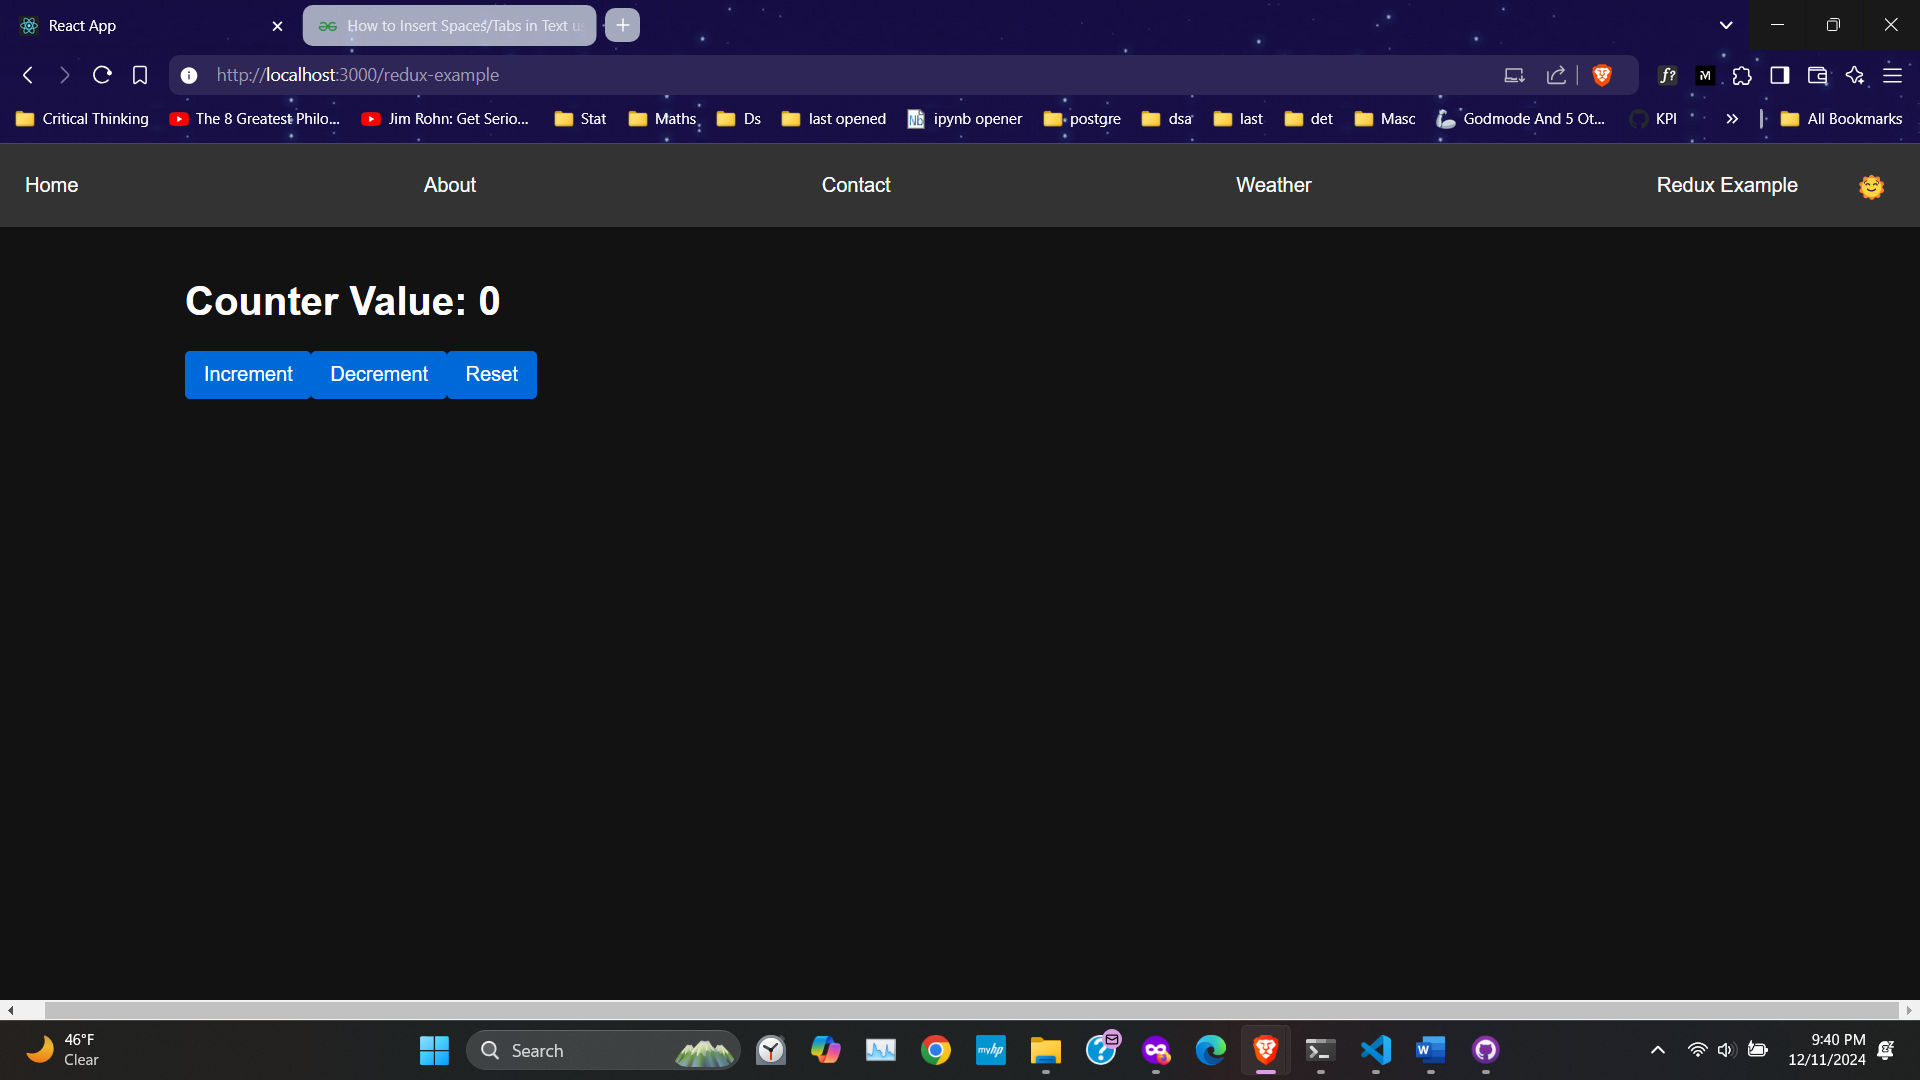 React App
How to Insert Spaces/Tabs in Text u
http://localhost:3000/redux-example
Critical Thinking The 8 Greatest Philo... Jim Rohn: Get Serio... Stat Maths Ds last opened ipynb opener postgre dsa last det Masc Godmode And 5 Ot... KPI » All Bookmarks
Home About Contact Weather Redux Example
Counter Value: 0
Increment Decrement Reset
46°F
Clear
Search
myhp
9:40 PM
12/11/2024